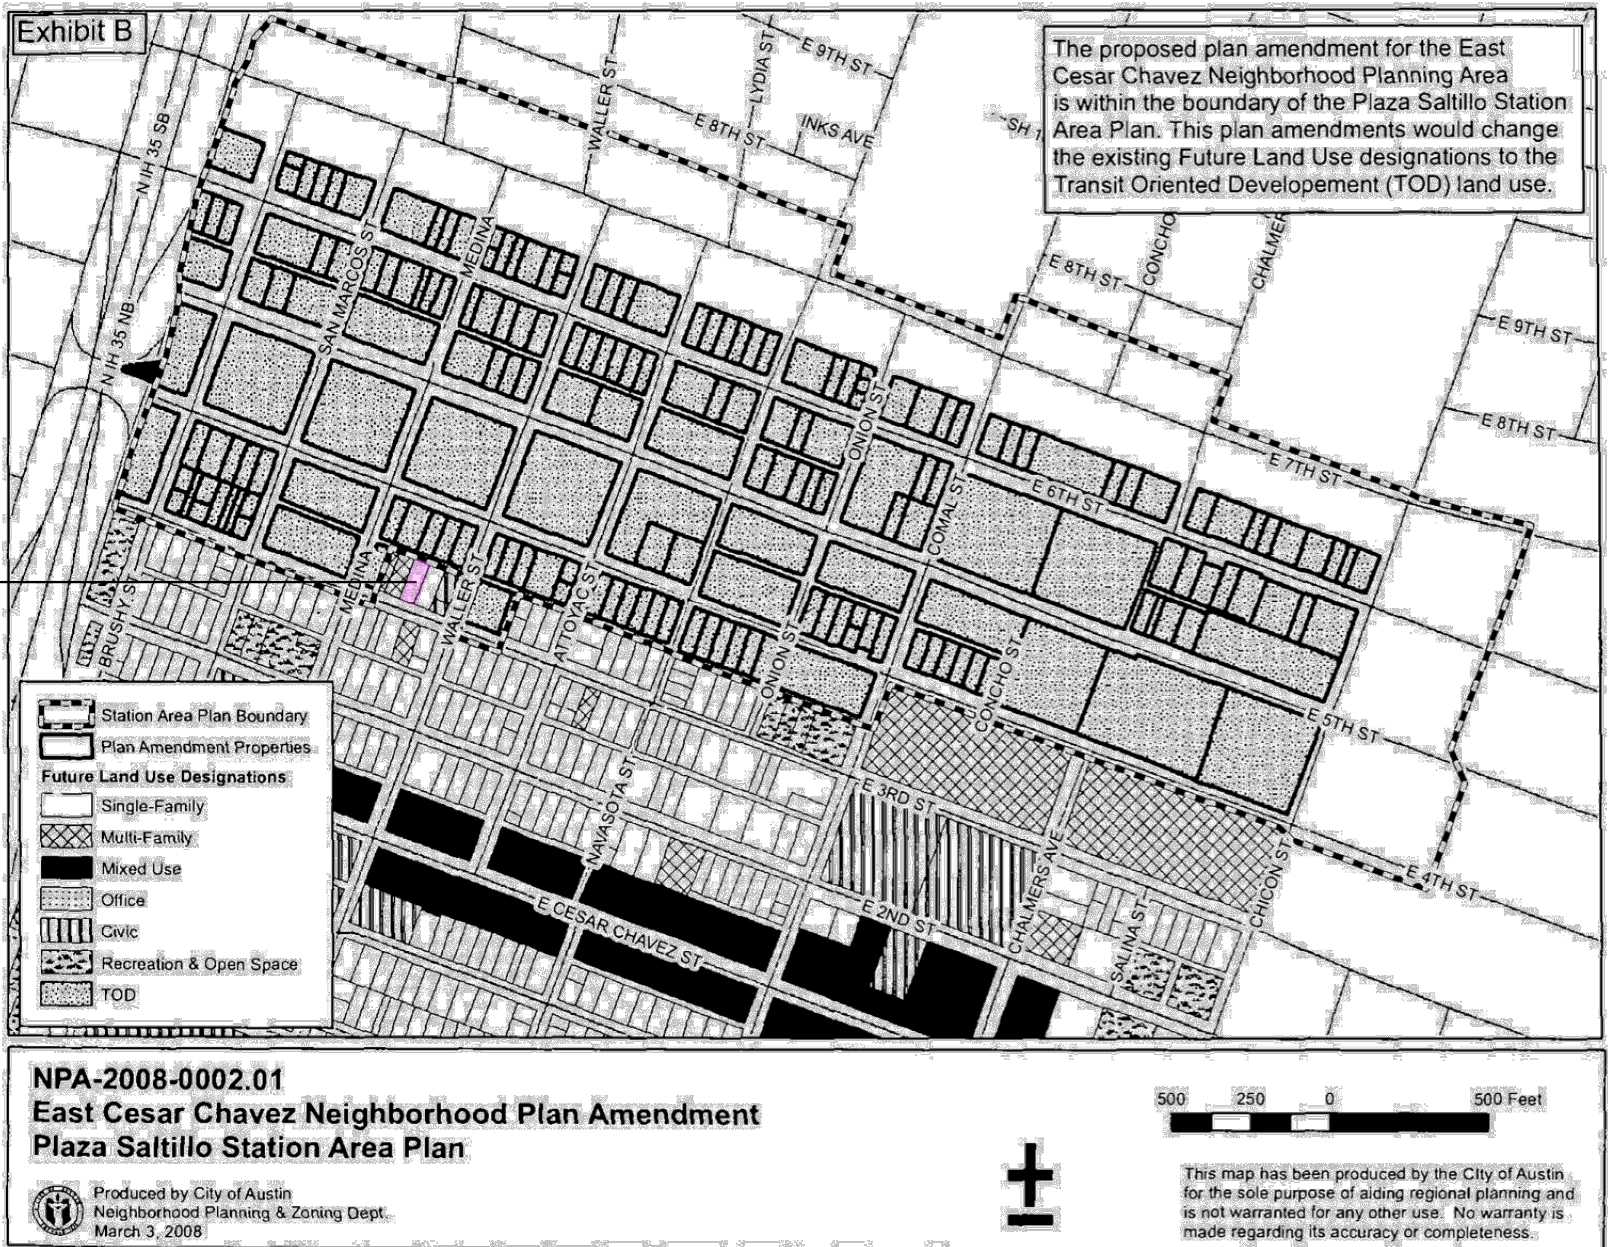 Exhibit B
The proposed plan amendment for the East
Cesar Chavez Neighborhood Planning Area
is within the boundary of the Plaza Saltillo Station
Area Plan. This plan amendments would change
the existing Future Land Use designations to the
Transit Oriented Developement (TOD) land use.
E 9TH ST
LYDIA ST
WALLER ST
E 8TH ST
INKS AVE
SH 1
N IH 35 SB
CONCHO
CHALMER
E 8TH ST
MEDINA
SAN MARCOS ST
N IH 35 NB
E 9TH ST
E 8TH ST
ONION ST
E 7TH ST
E 6TH ST
COMAL ST
MEDINA
WALLER ST
ATTOYAC ST
BRUSHY ST
ONION ST
CONCHO ST
E 5TH ST
NAVASOTA ST
E 3RD ST
CHALMERS AVE
CHICON ST
E 4TH ST
E 2ND ST
E CESAR CHAVEZ ST
SALINA ST
Station Area Plan Boundary
Plan Amendment Properties
Future Land Use Designations
Single-Family
Multi-Family
Mixed Use
Office
Civic
Recreation & Open Space
TOD
NPA-2008-0002.01
East Cesar Chavez Neighborhood Plan Amendment
Plaza Saltillo Station Area Plan
Produced by City of Austin
Neighborhood Planning & Zoning Dept.
March 3, 2008
500 250 0 500 Feet
This map has been produced by the CIty of Austin
for the sole purpose of aiding regional planning and
is not warranted for any other use. No warranty is
made regarding its accuracy or completeness.